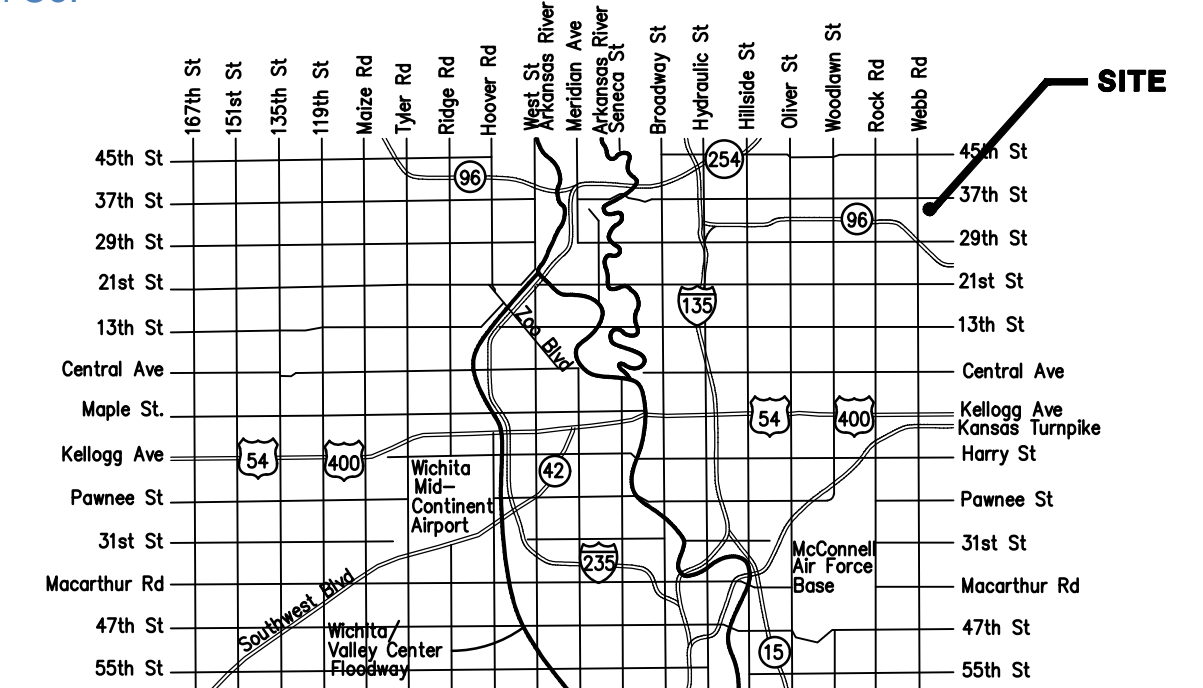 167th St
151st St
135th St
119th St
Maize Rd
Tyler Rd
Ridge Rd
Hoover Rd
West St
Arkansas River
Meridian Ave
Arkansas River
Seneca St
Broadway St
Hydraulic St
Hillside St
Oliver St
Woodlawn St
Rock Rd
Webb Rd
SITE
45th St
254
45th St
96
37th St
37th St
96
29th St
29th St
21st St
21st St
135
13th St
Zoo Blvd
13th St
Central Ave
Central Ave
Maple St.
54
400
Kellogg Ave
Kansas Turnpike
Kellogg Ave
54
400
Harry St
Wichita
Mid-
Continent
Airport
42
Pawnee St
Pawnee St
31st St
31st St
235
McConnell
Air Force
Base
Macarthur Rd
Macarthur Rd
Southwest Blvd
47th St
47th St
Wichita/
Valley Center
Floodway
15
55th St
55th St